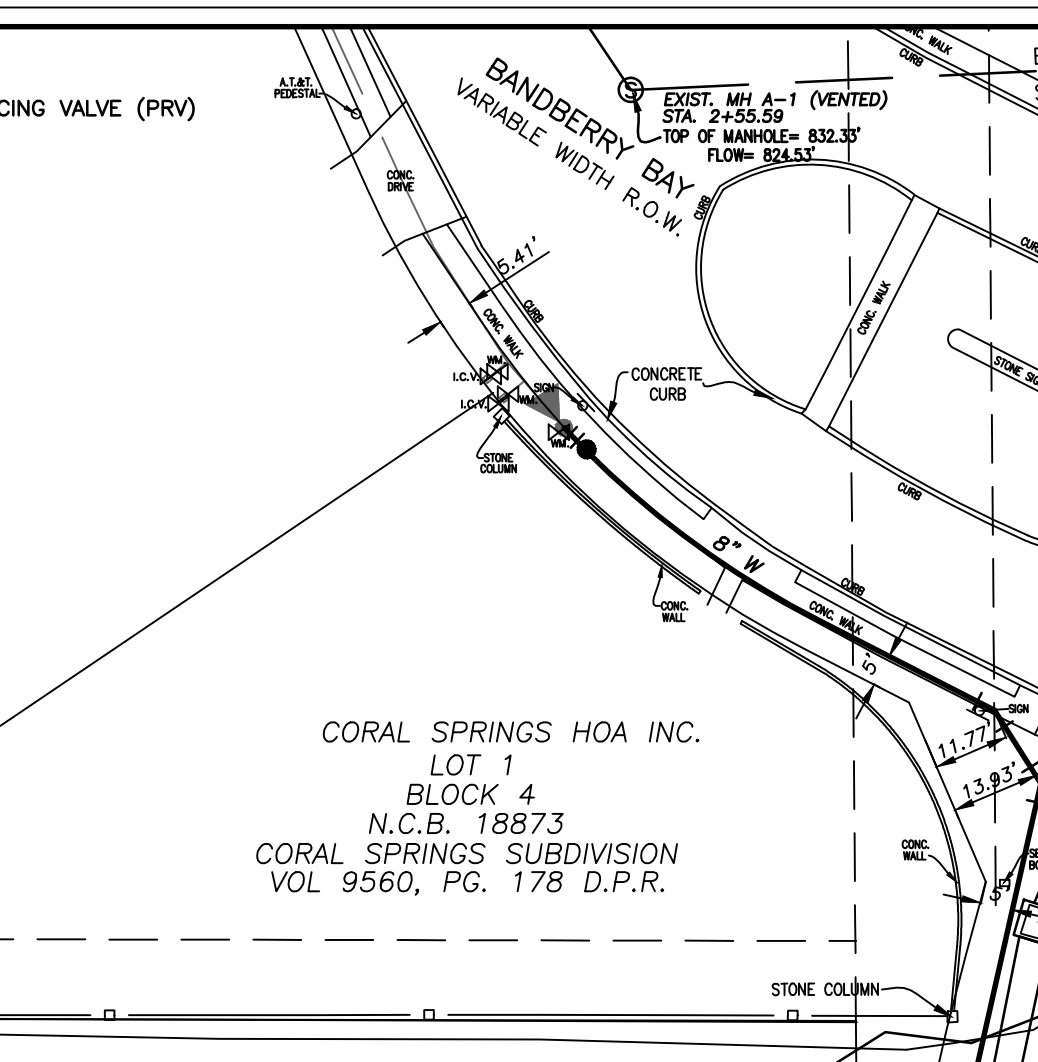 CONC. WALK
CURB
A.T.&T.
PEDESTAL
CING VALVE (PRV)
BANDBERRY BAY
VARIABLE WIDTH R.O.W.
S
EXIST. MH A-1 (VENTED)
STA. 2+55.59
TOP OF MANHOLE= 832.33'
FLOW= 824.53'
CONC.
DRIVE
CURB
CURB
5.41'
CURB
CONC. WALK
CONC. WALK
STONE SIG
WM.
I.C.V.
I.C.V.
WM.
SIGN
WM.
CONCRETE
CURB
STONE
COLUMN
CURB
8" W
CONC.
WALL
CURB
CONC. WALK
5'
SIGN
11.77'
13.93'
CORAL SPRINGS HOA INC.
LOT 1
BLOCK 4
N.C.B. 18873
CORAL SPRINGS SUBDIVISION
VOL 9560, PG. 178 D.P.R.
CONC.
WALL
5'
STONE COLUMN